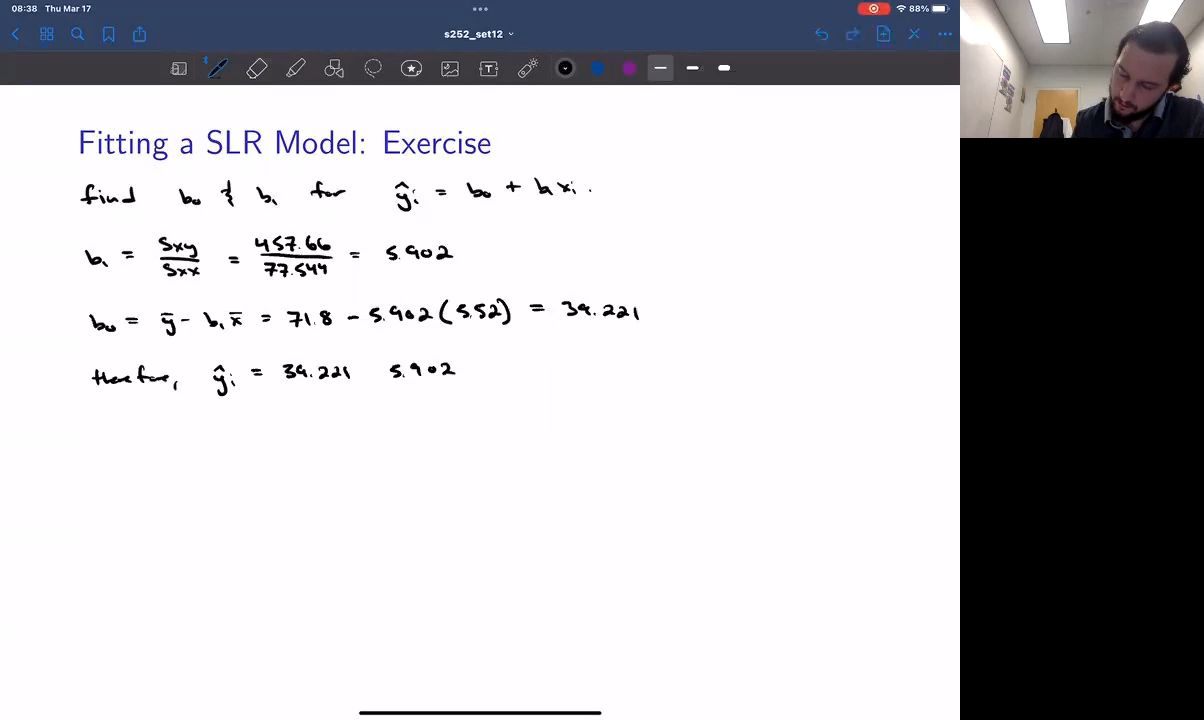 08:38 Thu Mar 17
88%
s252_set12
Fitting a SLR Model: Exercise
find b₀ & b₁ for ŷᵢ = b₀ + b₁xᵢ.
b₁ = Sxy/Sxx = 457.66/77.544 = 5.902
b₀ = ȳ - b₁x̄ = 71.8 - 5.902(5.52) = 39.221
therefore, ŷᵢ = 39.221 5.902